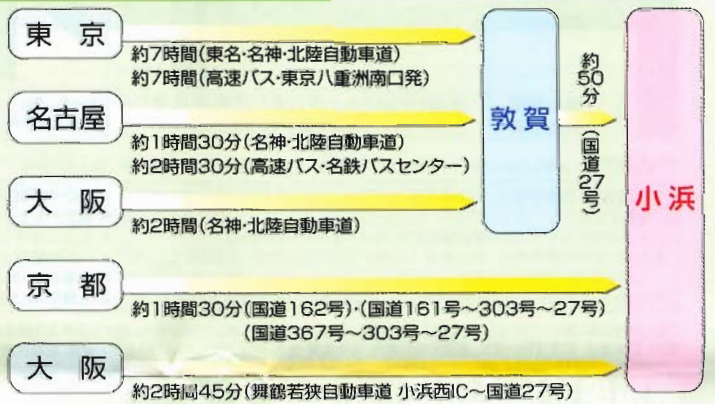 東京
約7時間(東名・名神・北陸自動車道)
約7時間(高速バス・東京八重洲南口発)
名古屋
約1時間30分(名神・北陸自動車道)
約2時間30分(高速バス・名鉄バスセンター)
大阪
約2時間(名神・北陸自動車道)
敦賀
約50分(国道27号)
小浜
京都
約1時間30分(国道162号)・(国道161号〜303号〜27号)
(国道367号〜303号〜27号)
大阪
約2時間45分(舞鶴若狭自動車道 小浜西IC〜国道27号)